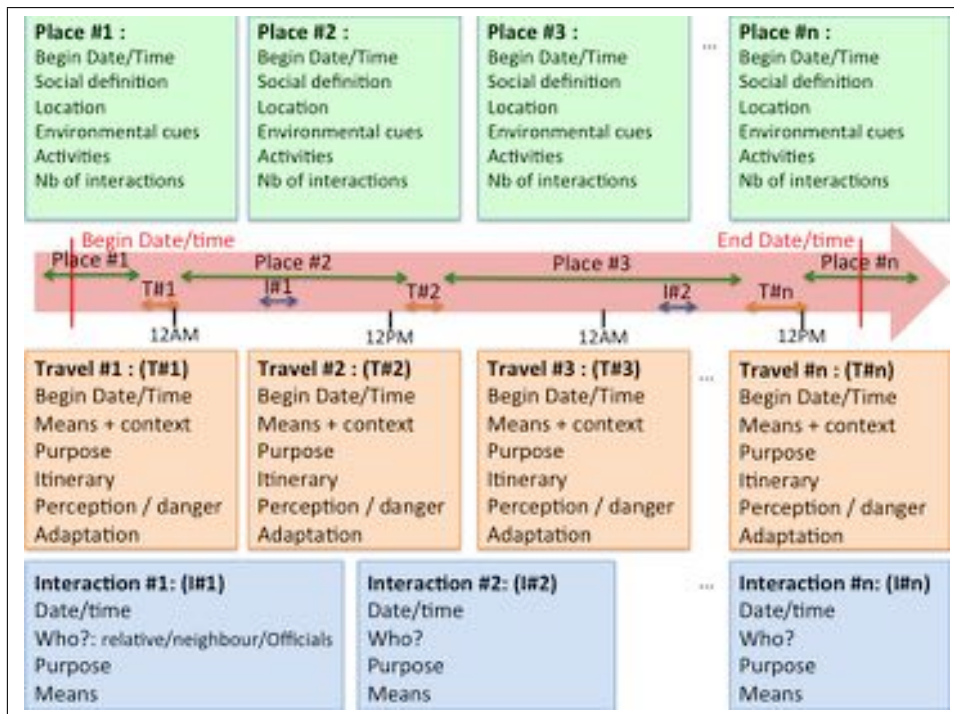 Place #1 :
Begin Date/Time
Social definition
Location
Environmental cues
Activities
Nb of interactions
Place #2 :
Begin Date/Time
Social definition
Location
Environmental cues
Activities
Nb of interactions
Place #3 :
Begin Date/Time
Social definition
Location
Environmental cues
Activities
Nb of interactions
...
Place #n :
Begin Date/Time
Social definition
Location
Environmental cues
Activities
Nb of interactions
Begin Date/time
End Date/time
Place #1
Place #2
Place #3
Place #n
T#1
I#1
T#2
I#2
T#n
12AM
12PM
12AM
12PM
Travel #1 : (T#1)
Begin Date/Time
Means + context
Purpose
Itinerary
Perception / danger
Adaptation
Travel #2 : (T#2)
Begin Date/Time
Means + context
Purpose
Itinerary
Perception / danger
Adaptation
Travel #3 : (T#3)
Begin Date/Time
Means + context
Purpose
Itinerary
Perception / danger
Adaptation
...
Travel #n : (T#n)
Begin Date/Time
Means + context
Purpose
Itinerary
Perception / danger
Adaptation
Interaction #1: (I#1)
Date/time
Who?: relative/neighbour/Officials
Purpose
Means
Interaction #2: (I#2)
Date/time
Who?
Purpose
Means
...
Interaction #n: (I#n)
Date/time
Who?
Purpose
Means